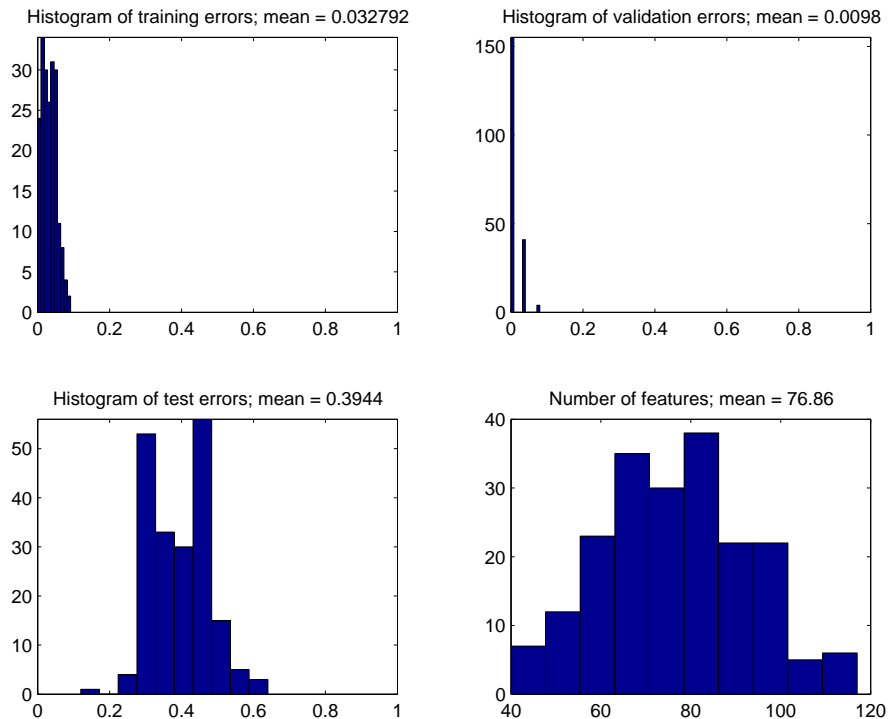 Histogram of training errors; mean = 0.032792
30
25
20
15
10
5
0
0 0.2 0.4 0.6 0.8 1
Histogram of validation errors; mean = 0.0098
150
100
50
0
0 0.2 0.4 0.6 0.8 1
Histogram of test errors; mean = 0.3944
50
40
30
20
10
0
0 0.2 0.4 0.6 0.8 1
Number of features; mean = 76.86
40
30
20
10
0
40 60 80 100 120